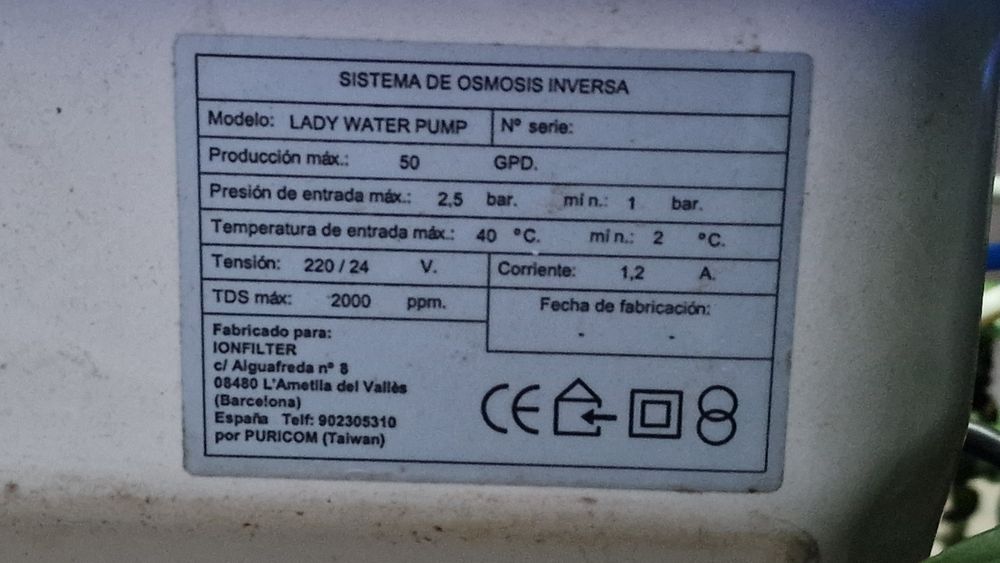 SISTEMA DE OSMOSIS INVERSA
Modelo: LADY WATER PUMP Nº serie:
Producción máx.: 50 GPD.
Presión de entrada máx.: 2,5 bar. min.: 1 bar.
Temperatura de entrada máx.: 40 °C. min.: 2 °C.
Tensión: 220 / 24 V. Corriente: 1,2 A.
TDS máx: 2000 ppm. Fecha de fabricación:
- -
Fabricado para:
IONFILTER
c/ Aiguafreda nº 8
08480 L'Ametlla del Vallès
(Barcelona)
España Telf: 902305310
por PURICOM (Taiwan)
CE